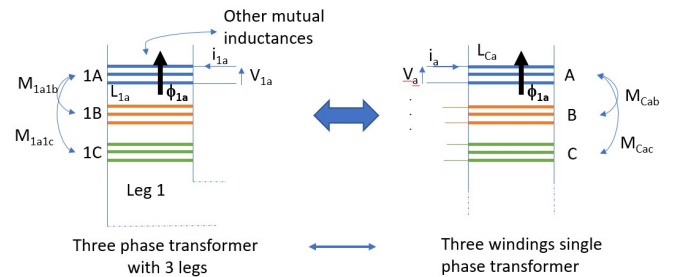 Other mutual
inductances
1A
L1a
ϕ1a
i1a
V1a
M1a1b
1B
M1a1c
1C
Leg 1
Three phase transformer
with 3 legs
ia
LCa
Va
A
ϕ1a
MCab
B
MCac
C
Three windings single
phase transformer